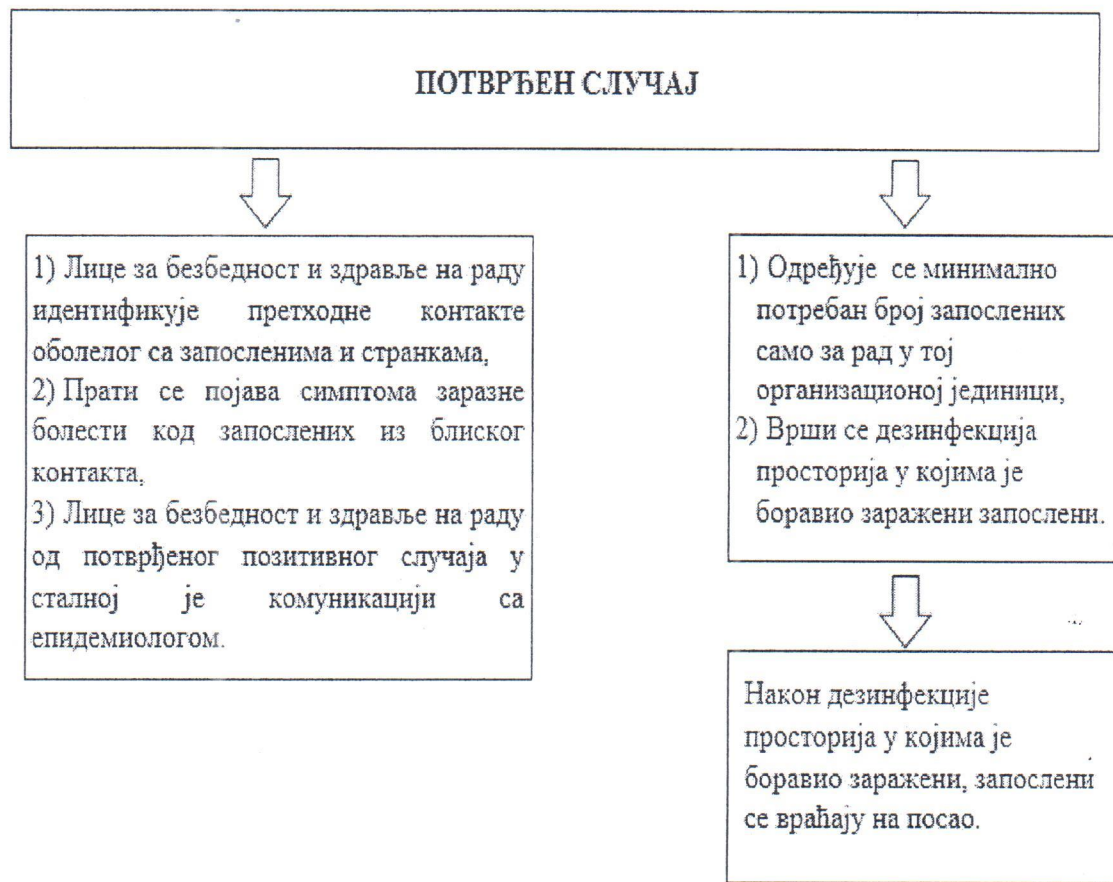 ПОТВРЂЕН СЛУЧАЈ
1) Лице за безбедност и здравље на раду
идентификује претходне контакте
оболелог са запосленима и странкама,
2) Прати се појава симптома заразне
болести код запослених из блиског
контакта,
3) Лице за безбедност и здравље на раду
од потврђеног позитивног случаја у
сталној је комуникацији са
епидемиологом.
1) Одређује се минимално
потребан број запослених
само за рад у тој
организационој јединици,
2) Врши се дезинфекција
просторија у којима је
боравио заражени запослени.
Након дезинфекције
просторија у којима је
боравио заражени, запослени
се враћају на посао.